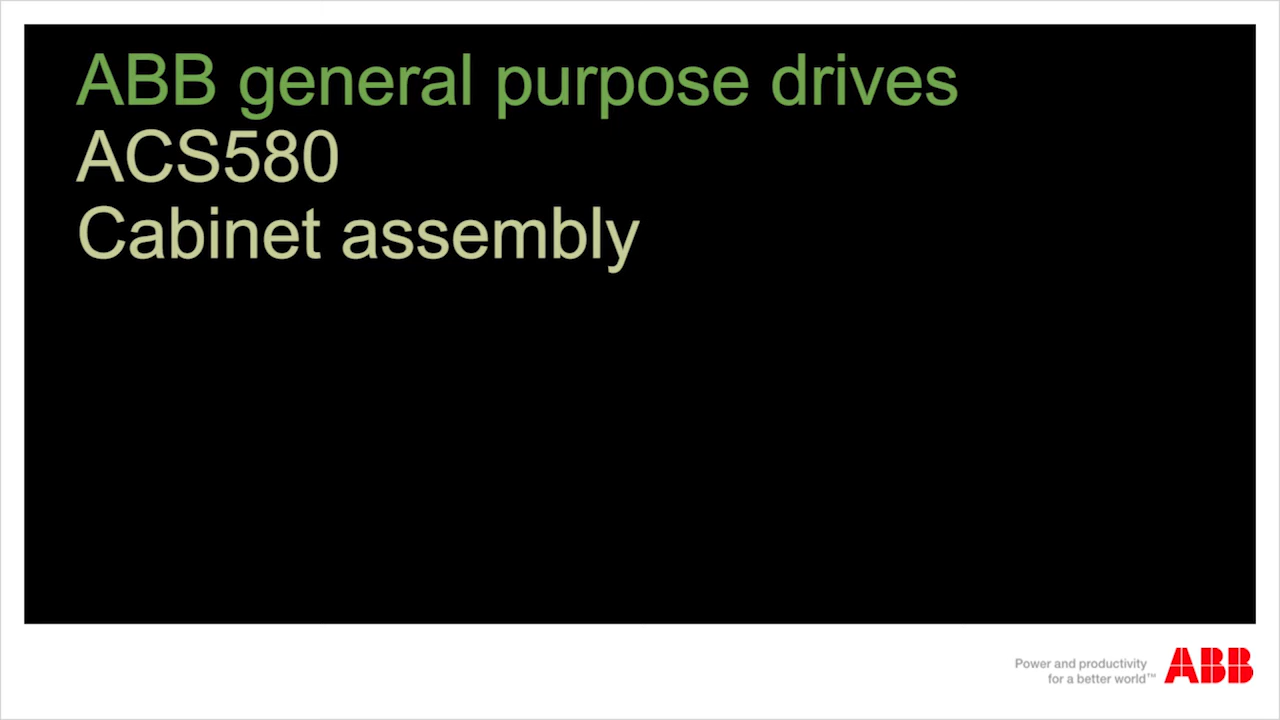 ABB general purpose drives
ACS580
Cabinet assembly
Power and productivity
for a better world™
ABB